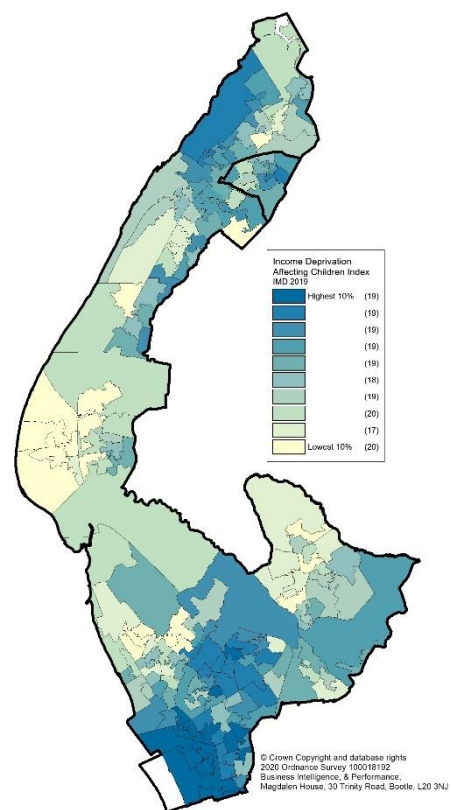 Income Deprivation
Affecting Children Index
IMD 2019
Highest 10% (19)
(19)
(19)
(19)
(19)
(18)
(19)
(20)
(17)
Lowest 10% (20)
© Crown Copyright and database rights
2020 Ordnance Survey 100018192
Business Intelligence, & Performance,
Magdalen House, 30 Trinity Road, Bootle, L20 3NJ